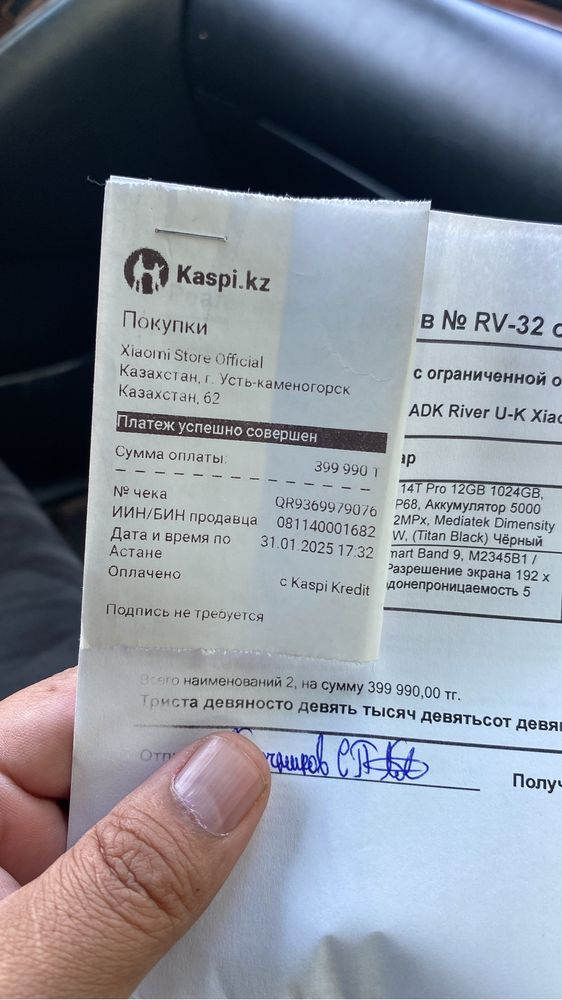 Kaspi.kz
Покупки
Xiaomi Store Official
Казахстан, г. Усть-каменогорск
Казахстан, 62
Платеж успешно совершен
Сумма оплаты: 399 990 т
№ чека QR9369979076
ИИН/БИН продавца 081140001682
Дата и время по Астане 31.01.2025 17:32
Оплачено с Kaspi Kredit
Подпись не требуется
в № RV-32
с ограниченной
ADK River U-K
14T Pro 12GB 1024GB,
P68, Аккумулятор 5000
2MPx, Mediatek Dimensity
W, (Titan Black) Чёрный
mart Band 9, M2345B1 /
Разрешение экрана 192 x
донепроницаемость 5
Всего наименований 2, на сумму 399 990,00 тг.
Триста девяносто девять тысяч девятьсот